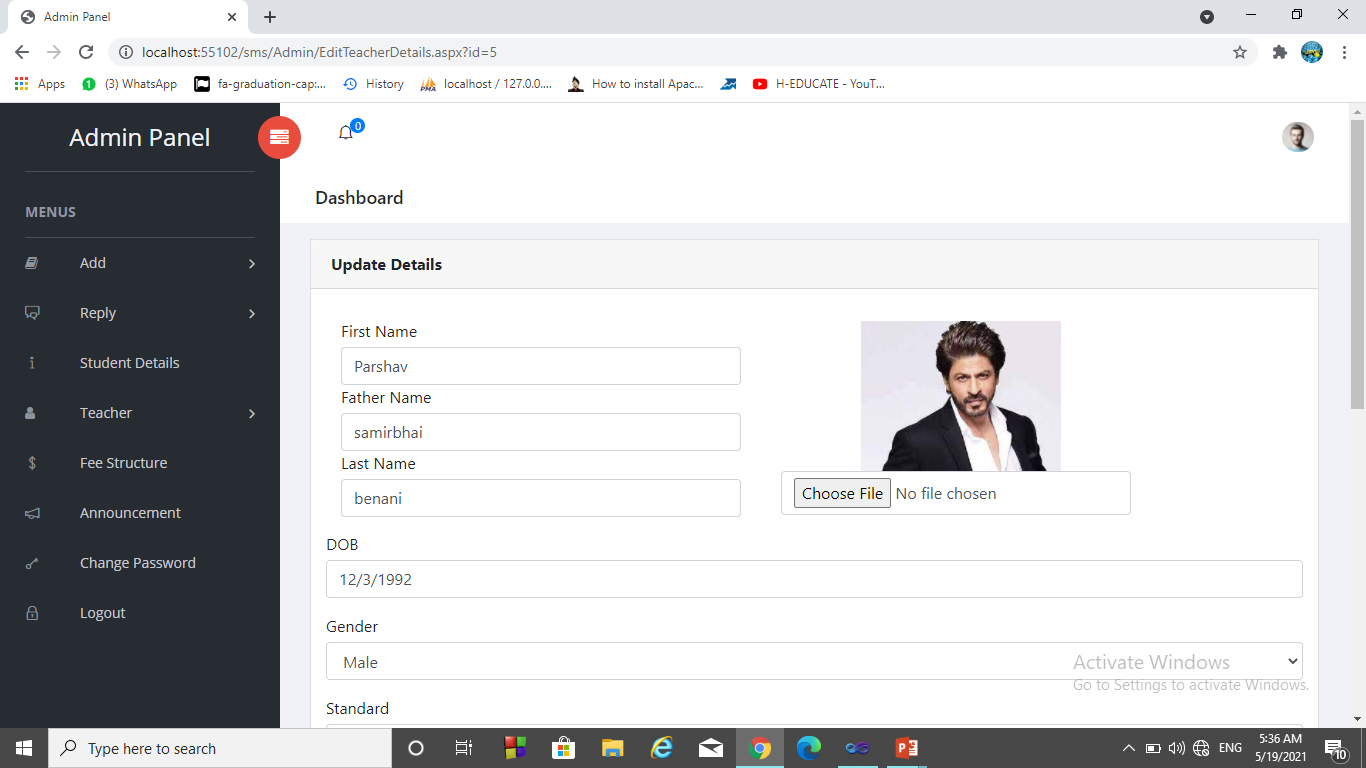 Admin Panel
localhost:55102/sms/Admin/EditTeacherDetails.aspx?id=5
Apps
1
(3) WhatsApp
fa-graduation-cap:...
History
PMA
localhost / 127.0.0....
How to install Apac...
H-EDUCATE - YouT...
Admin Panel
0
Dashboard
MENUS
Add
Reply
Student Details
Teacher
Fee Structure
Announcement
Change Password
Logout
Update Details
First Name
Parshav
Father Name
samirbhai
Last Name
benani
Choose File No file chosen
DOB
12/3/1992
Gender
Male
Standard
Activate Windows
Go to Settings to activate Windows.
Type here to search
ENG
5:36 AM
5/19/2021
10